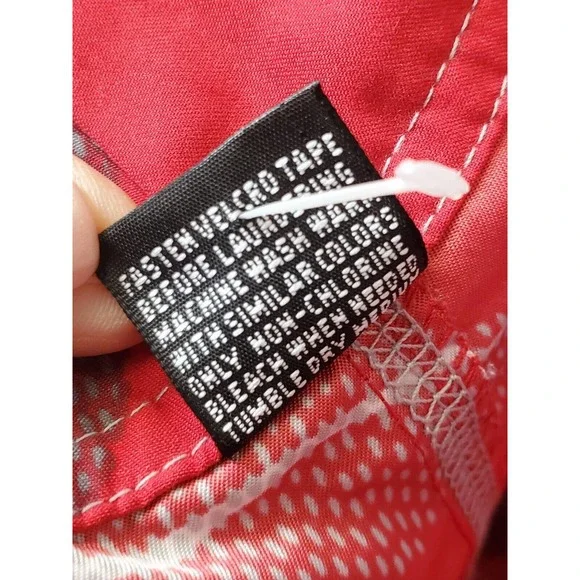 FASTEN VELCRO TAPE
BEFORE LAUNDERING
MACHINE WASH WARM
WITH SIMILAR COLORS
ONLY NON-CHLORINE
BLEACH WHEN NEEDED
TUMBLE DRY